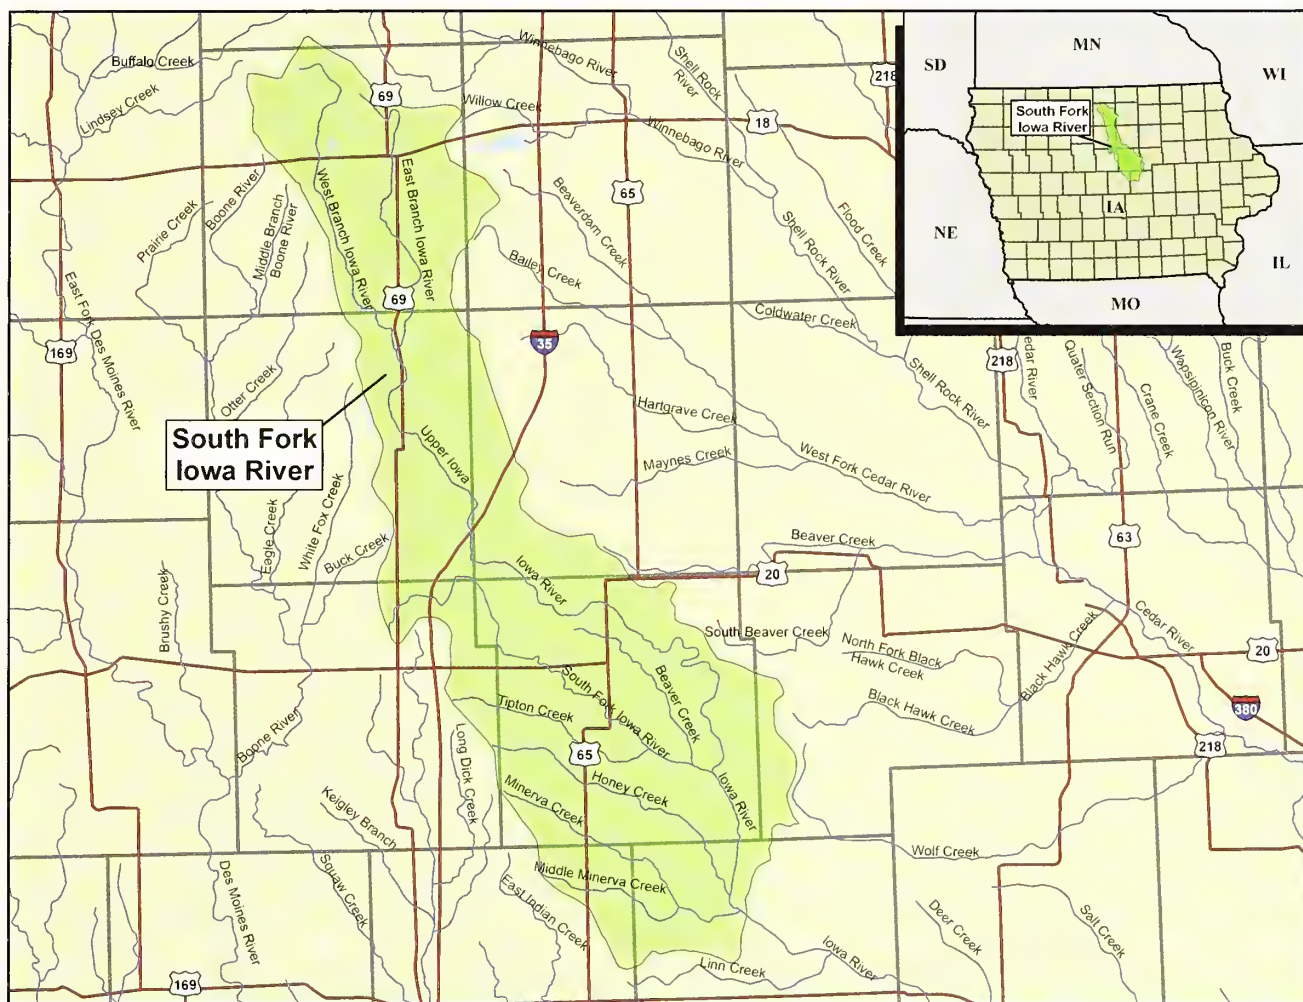 Buffalo Creek
Lindsey Creek
69
Winnebago River
Willow Creek
Shell Rock
River
218
18
Winnebago River
MN
SD
WI
South Fork
Iowa River
IA
NE
IL
MO
Prairie Creek
Boone River
Middle Branch
Boone River
West Branch Iowa River
East Branch Iowa River
Beaverdam Creek
65
Bailey Creek
Shell Rock River
Flood Creek
East Fork Des Moines River
69
35
169
Coldwater Creek
218
Cedar River
Quater Section Run
Crane Creek
Wapsipinicon River
Buck Creek
Otter Creek
South Fork
Iowa River
Upper Iowa
Hartgrave Creek
Shell Rock River
Maynes Creek
West Fork Cedar River
Eagle Creek
White Fox Creek
Buck Creek
Beaver Creek
63
20
Brushy Creak
Iowa River
South Beaver Creek
North Fork Black
Hawk Creek
Black Hawk Creek
Black Hawk Creek
Cedar River
20
380
218
South Fork Iowa River
Beaver Creek
Tipton Creek
Boone River
Long Dick Creek
65
Honey Creek
Iowa River
Minerva Creek
Keigley Branch
Squaw Creek
Des Moines River
Middle Minerva Creek
East Indian Creek
Wolf Creek
Deer Creek
Salt Creek
Iowa River
Linn Creek
169